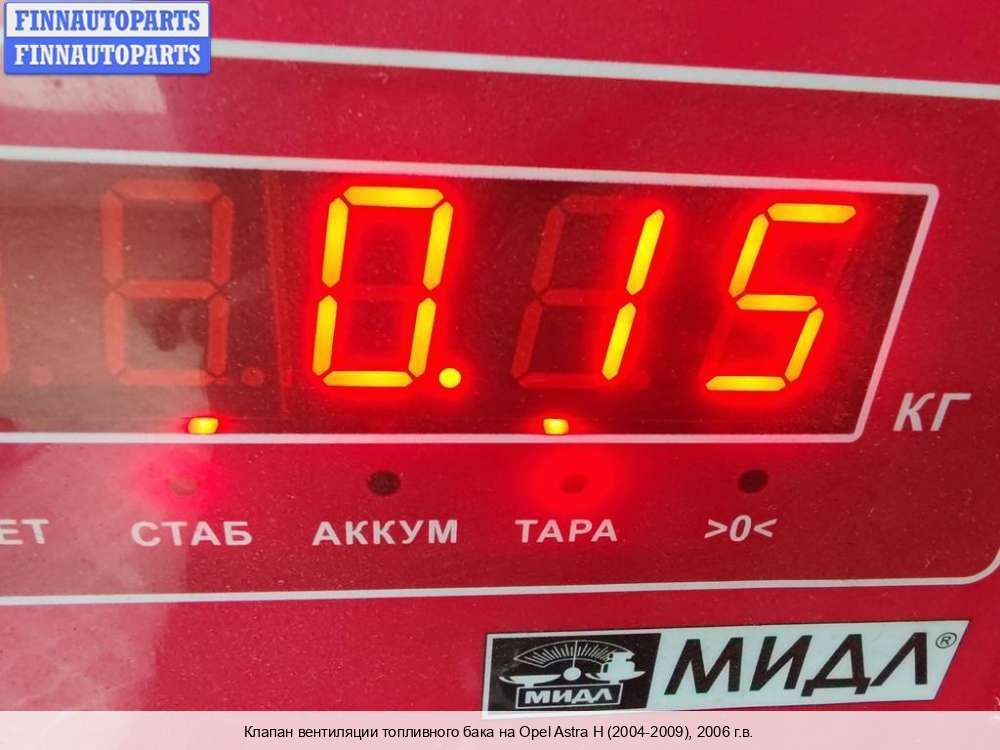 FINNAUTOPARTS
FINNAUTOPARTS
0.15
КГ
СТАБ АККУМ ТАРА >0<
МИДЛ МИДЛ®
Клапан вентиляции топливного бака на Opel Astra H (2004-2009), 2006 г.в.